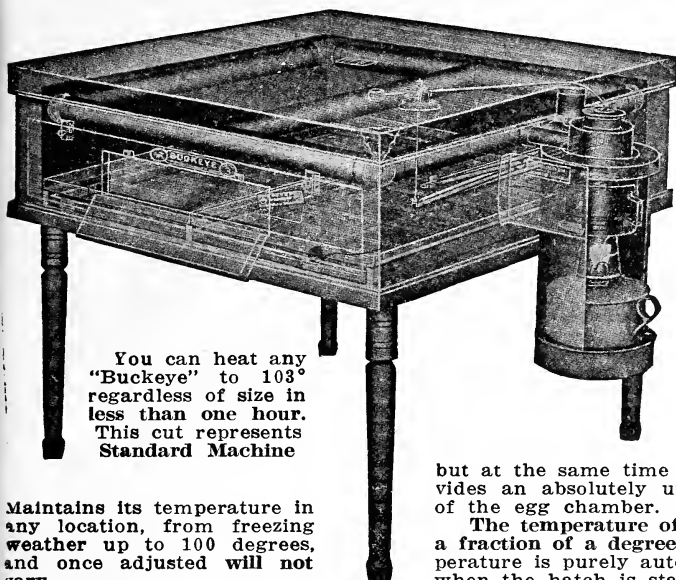 BUCKEYE
You can heat any
"Buckeye" to 103°
regardless of size in
less than one hour.
This cut represents
Standard Machine
Maintains its temperature in
any location, from freezing
weather up to 100 degrees,
and once adjusted will not
but at the same time
vides an absolutely u
of the egg chamber.
The temperature of
a fraction of a degree
perature is purely aut
when the hatch is sta